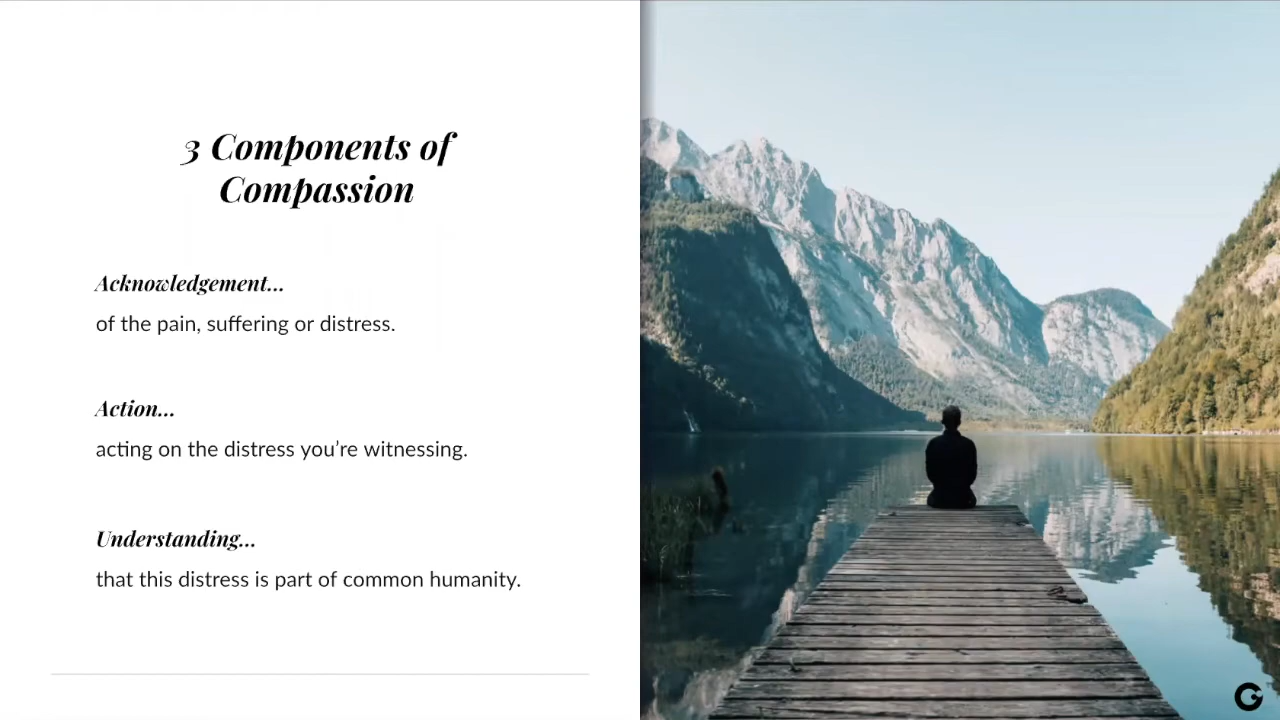 3 Components of
Compassion
Acknowledgement...
of the pain, suffering or distress.
Action...
acting on the distress you're witnessing.
Understanding...
that this distress is part of common humanity.